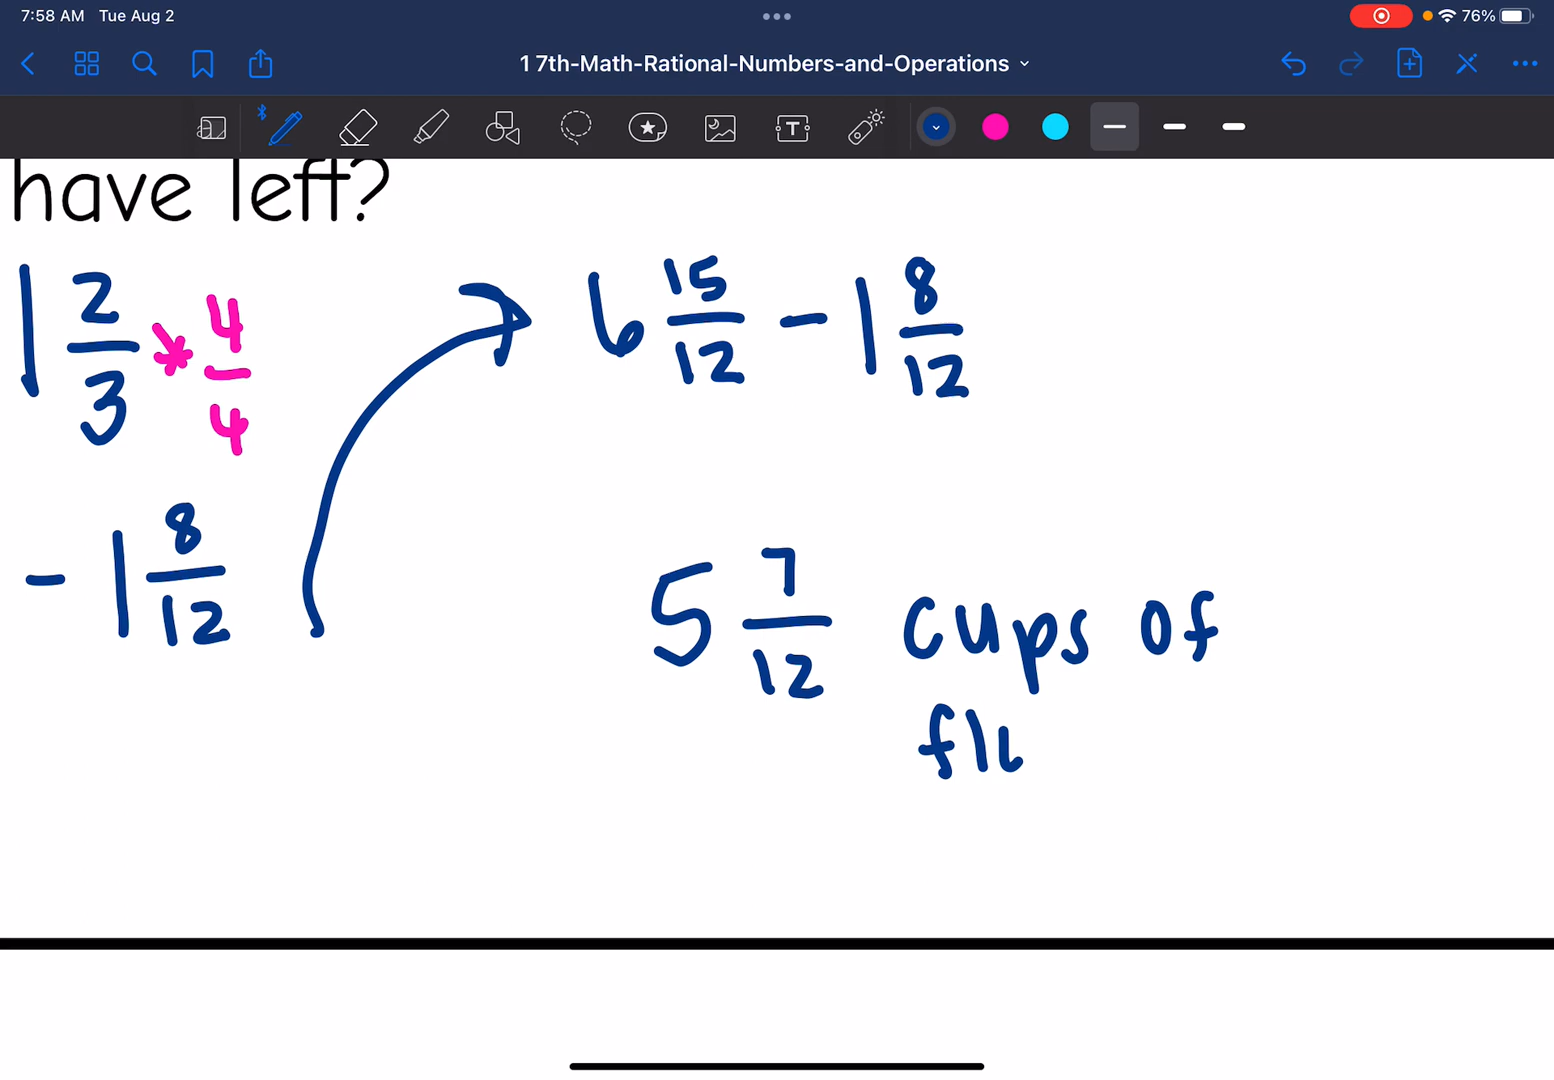 7:58 AM Tue Aug 2
76%
1 7th-Math-Rational-Numbers-and-Operations
T
have left?
1 2/3 * 4/4
6 15/12 - 1 8/12
- 1 8/12
5 7/12 cups of
flu